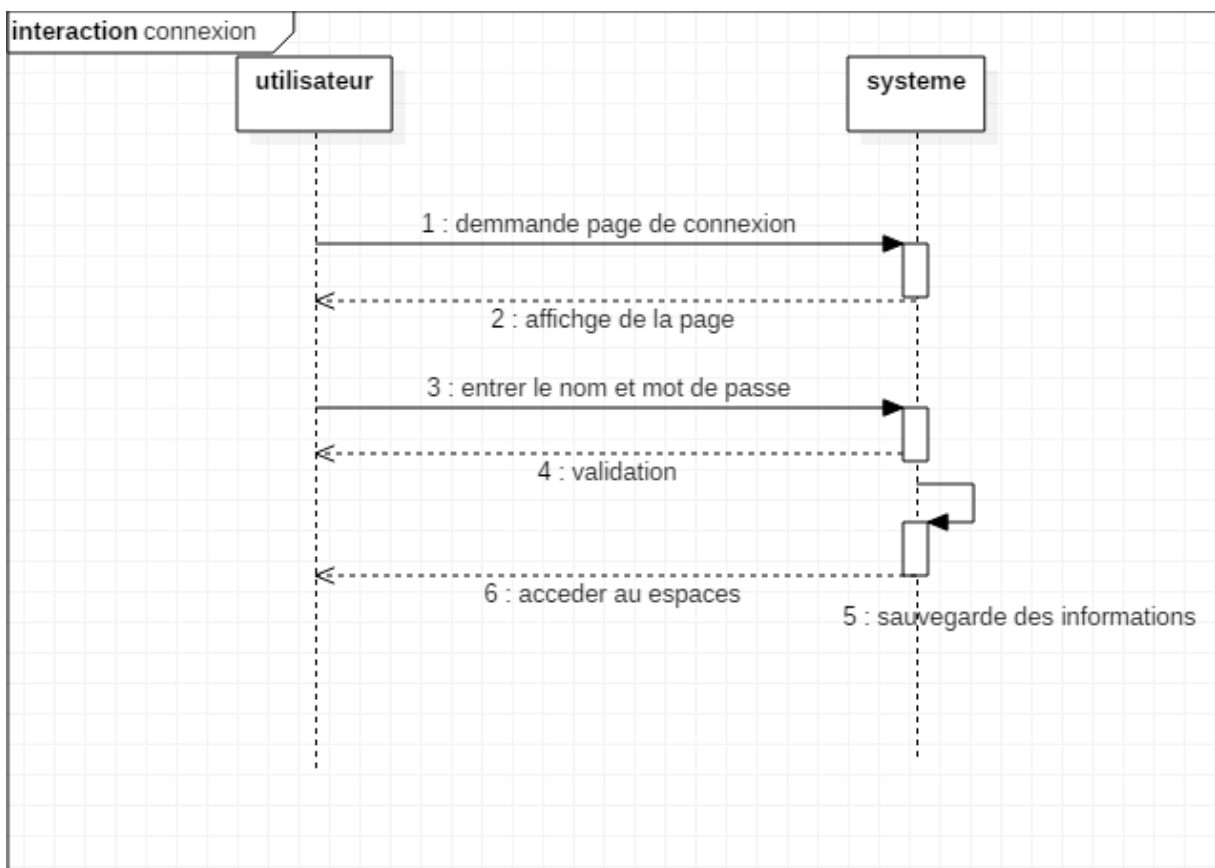 interaction connexion
utilisateur
systeme
1 : demmande page de connexion
2 : affichge de la page
3 : entrer le nom et mot de passe
4 : validation
6 : acceder au espaces
5 : sauvegarde des informations